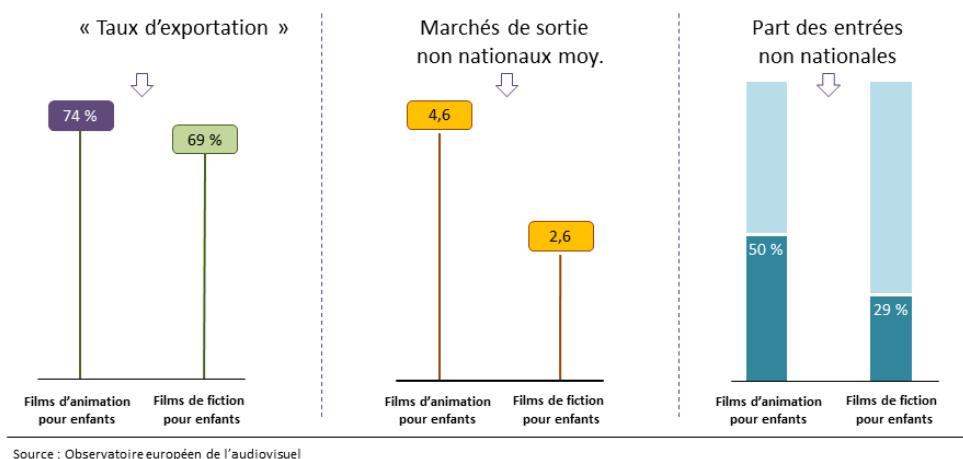 « Taux d'exportation »
74 %
69 %
Films d'animation
pour enfants
Films de fiction
pour enfants
Marchés de sortie
non nationaux moy.
4,6
2,6
Films d'animation
pour enfants
Films de fiction
pour enfants
Part des entrées
non nationales
50 %
29 %
Films d'animation
pour enfants
Films de fiction
pour enfants
Source : Observatoire européen de l'audiovisuel